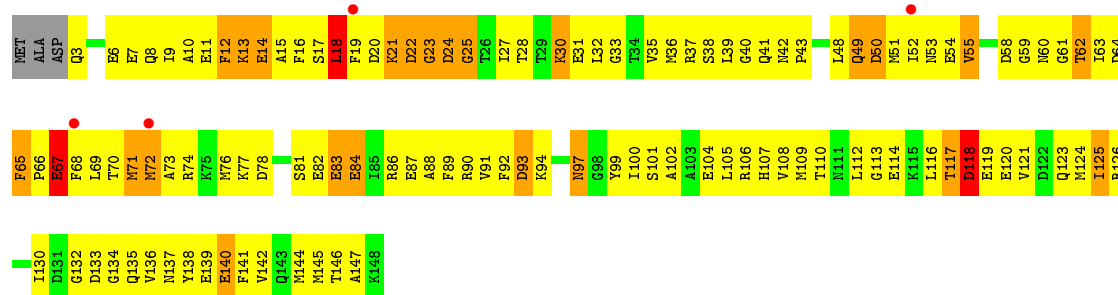 MET ALA ASP Q3 E6 E7 Q8 I9 A10 E11 F12 K13 E14 A15 F16 S17 L18 F19 D20 K21 D22 G23 D24 G25 T26 I27 T28 T29 K30 E31 L32 G33 T34 V35 M36 R37 S38 L39 G40 Q41 N42 P43 L48 Q49 D50 M51 I52 N53 E54 V55 D58 G59 N60 G61 T62 I63 D64
F65 P66 E67 F68 L69 T70 M71 M72 A73 R74 K75 M76 K77 D78 S81 E82 E83 E84 I85 R86 E87 A88 F89 R90 V91 F92 D93 K94 N97 G98 Y99 I100 S101 A102 A103 E104 L105 R106 H107 V108 M109 T110 N111 L112 G113 E114 K115 L116 T117 D118 E119 E120 V121 D122 Q123 M124 I125 R126
I130 D131 G132 D133 G134 Q135 V136 N137 Y138 E139 E140 F141 V142 Q143 M144 M145 T146 A147 K148